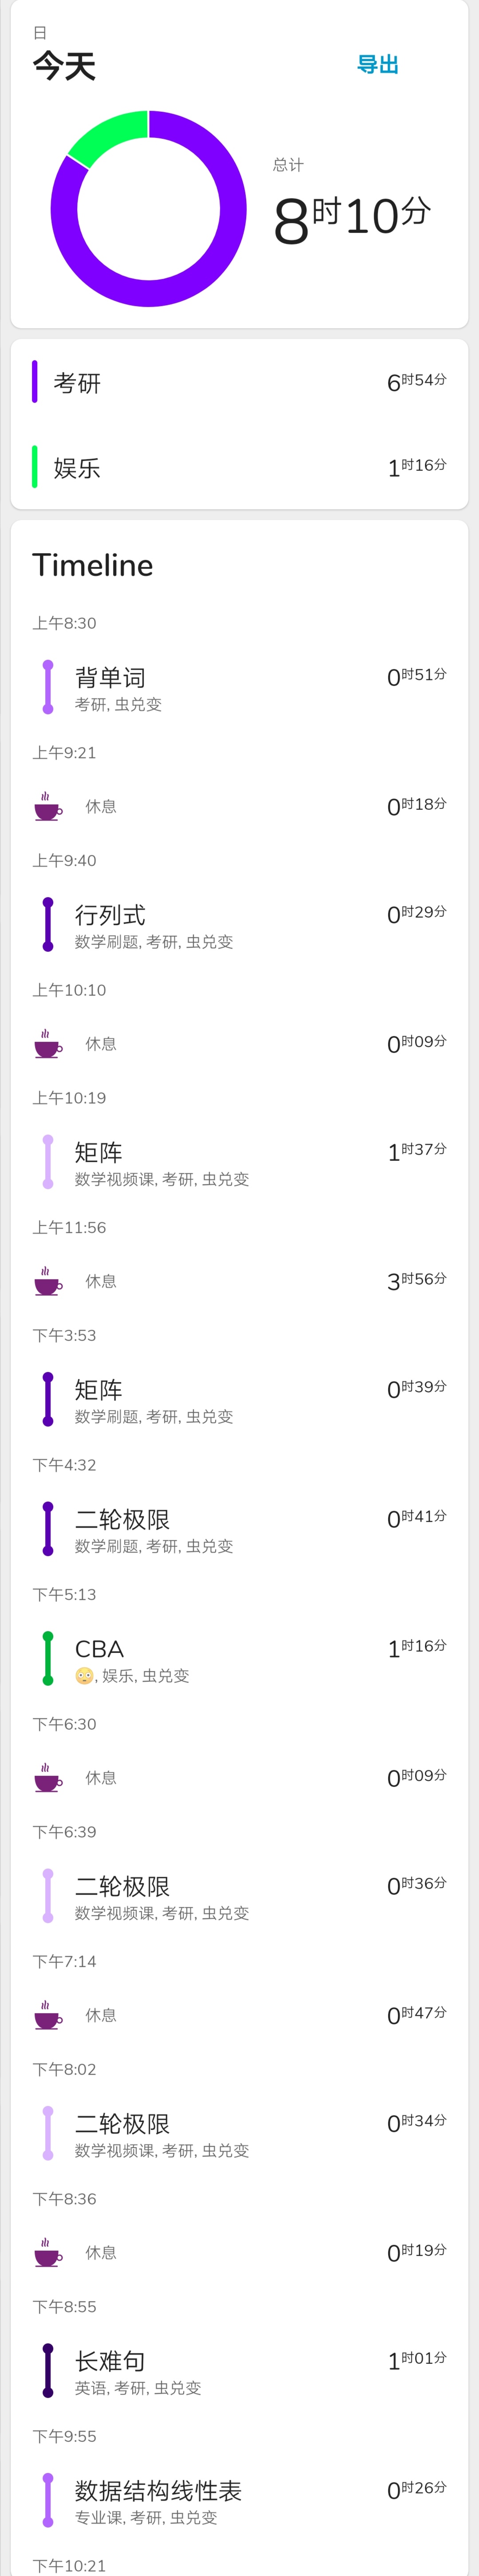 日
今天
导出
总计
8时10分
考研 6时54分
娱乐 1时16分
Timeline
上午8:30
背单词 0时51分
考研, 虫兑变
上午9:21
休息 0时18分
上午9:40
行列式 0时29分
数学刷题, 考研, 虫兑变
上午10:10
休息 0时09分
上午10:19
矩阵 1时37分
数学视频课, 考研, 虫兑变
上午11:56
休息 3时56分
下午3:53
矩阵 0时39分
数学刷题, 考研, 虫兑变
下午4:32
二轮极限 0时41分
数学刷题, 考研, 虫兑变
下午5:13
CBA 1时16分
😳, 娱乐, 虫兑变
下午6:30
休息 0时09分
下午6:39
二轮极限 0时36分
数学视频课, 考研, 虫兑变
下午7:14
休息 0时47分
下午8:02
二轮极限 0时34分
数学视频课, 考研, 虫兑变
下午8:36
休息 0时19分
下午8:55
长难句 1时01分
英语, 考研, 虫兑变
下午9:55
数据结构线性表 0时26分
专业课, 考研, 虫兑变
下午10:21